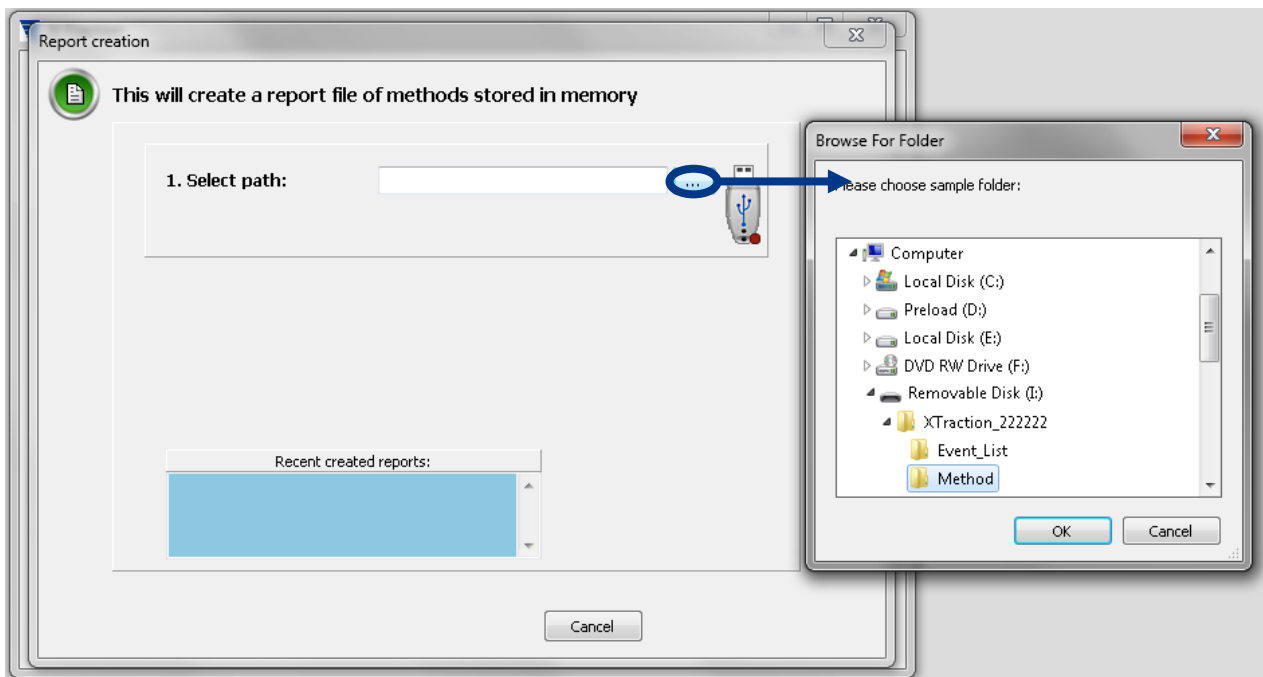 Report creation
This will create a report file of methods stored in memory
1. Select path:
...
Recent created reports:
Cancel
Browse For Folder
Please choose sample folder:
Computer
Local Disk (C:)
Preload (D:)
Local Disk (E:)
DVD RW Drive (F:)
Removable Disk (I:)
XTraction_222222
Event_List
Method
OK
Cancel